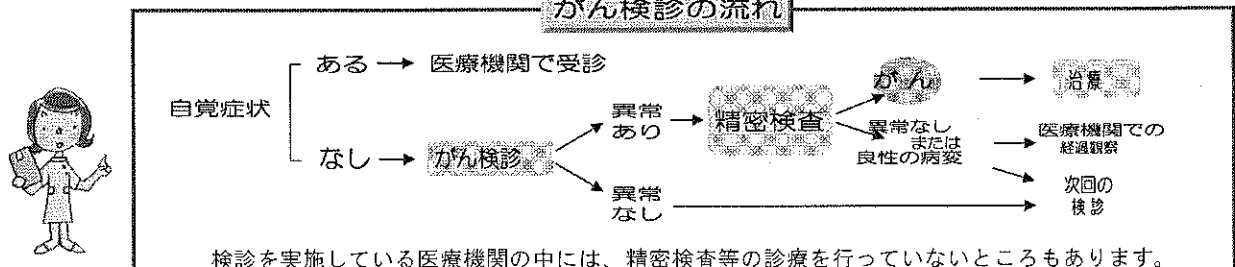 がん検診の流れ
自覚症状
ある
医療機関で受診
なし
がん検診
異常
あり
異常
なし
精密検査
がん
異常なし
または
良性の病変
治療
医療機関での
経過観察
次回の
検診
検診を実施している医療機関の中には、精密検査等の診療を行っていないところもあります。